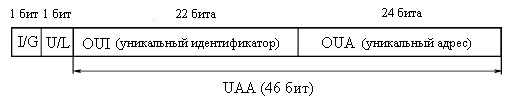 1 бит 1 бит 22 бита 24 бита
I/G U/L OUI (уникальный идентификатор) OUA (уникальный адрес)
UAA (46 бит)